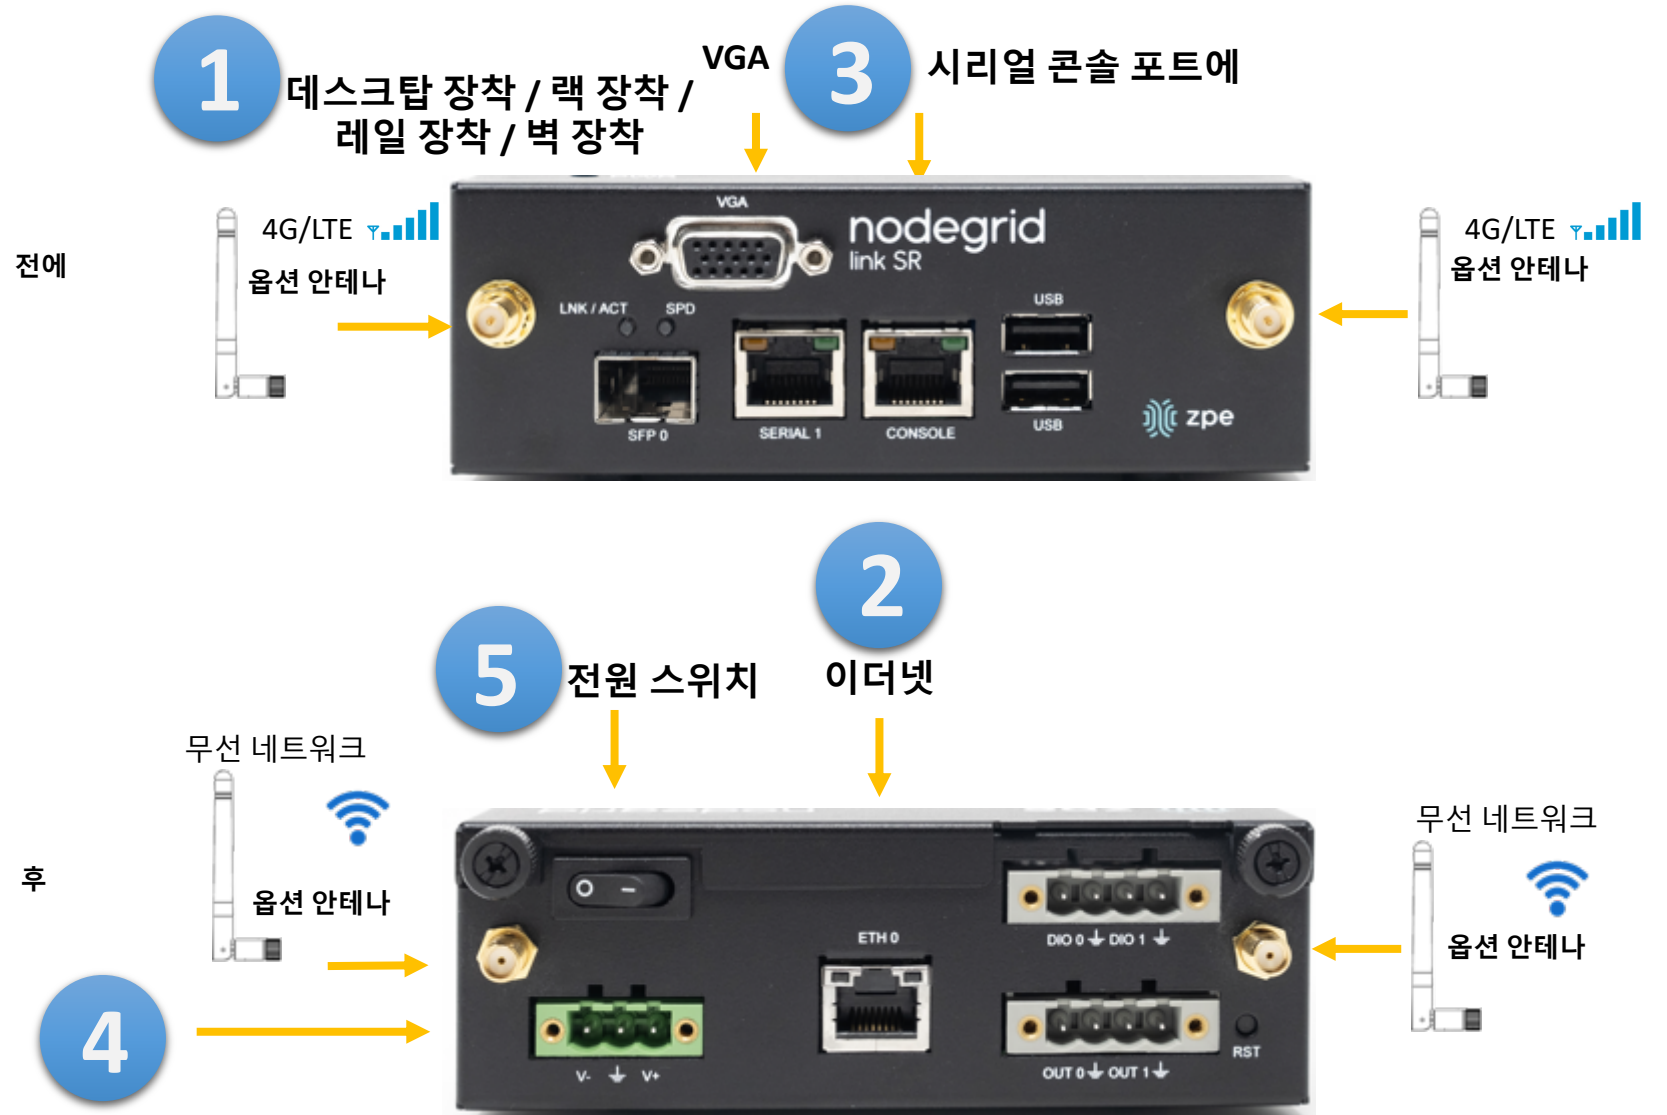 1
데스크탑 장착 / 랙 장착 /
레일 장착 / 벽 장착
VGA
3
시리얼 콘솔 포트에
전에
4G/LTE
옵션 안테나
4G/LTE
옵션 안테나
VGA
nodegrid
link SR
LNK / ACT
SPD
USB
SFP 0
SERIAL 1
CONSOLE
USB
zpe
2
이더넷
5
전원 스위치
무선 네트워크
옵션 안테나
무선 네트워크
옵션 안테나
후
4
ETH 0
DIO 0 DIO 1
V- V+
OUT 0 OUT 1
RST